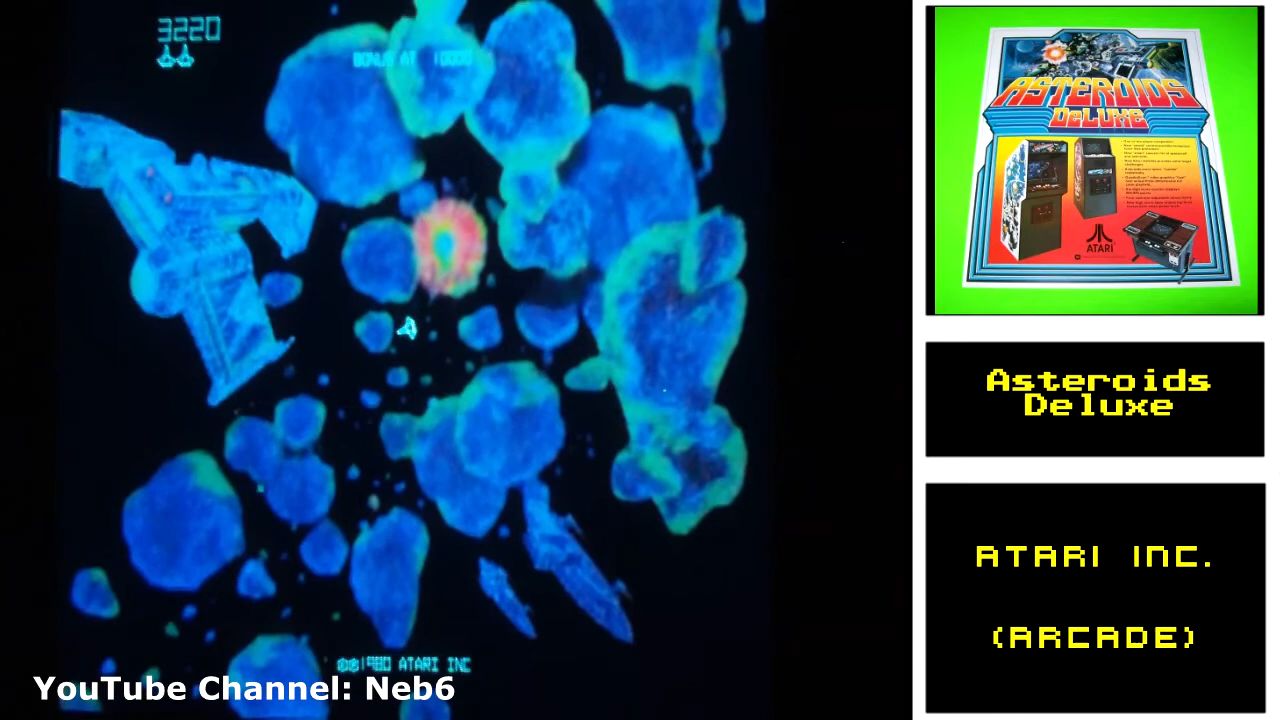 3220
BONUS AT 10000
©1980 ATARI INC
YouTube Channel: Neb6
ASTEROIDS
DeLUXE
ATARI
Asteroids
Deluxe
ATARI INC.
(ARCADE)